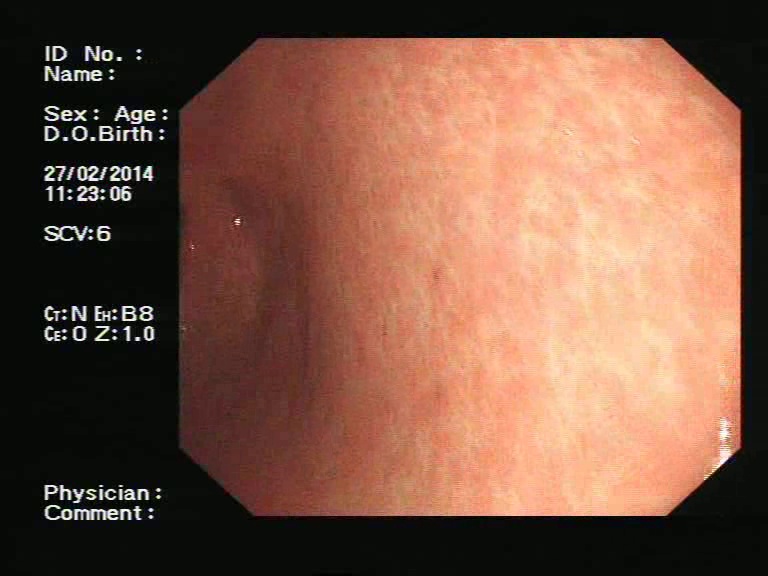 ID No. :
Name:
Sex: Age:
D.O.Birth:
27/02/2014
11:23:06
SCV:6
CT:N EH:B8
CE:0 Z:1.0
Physician:
Comment: